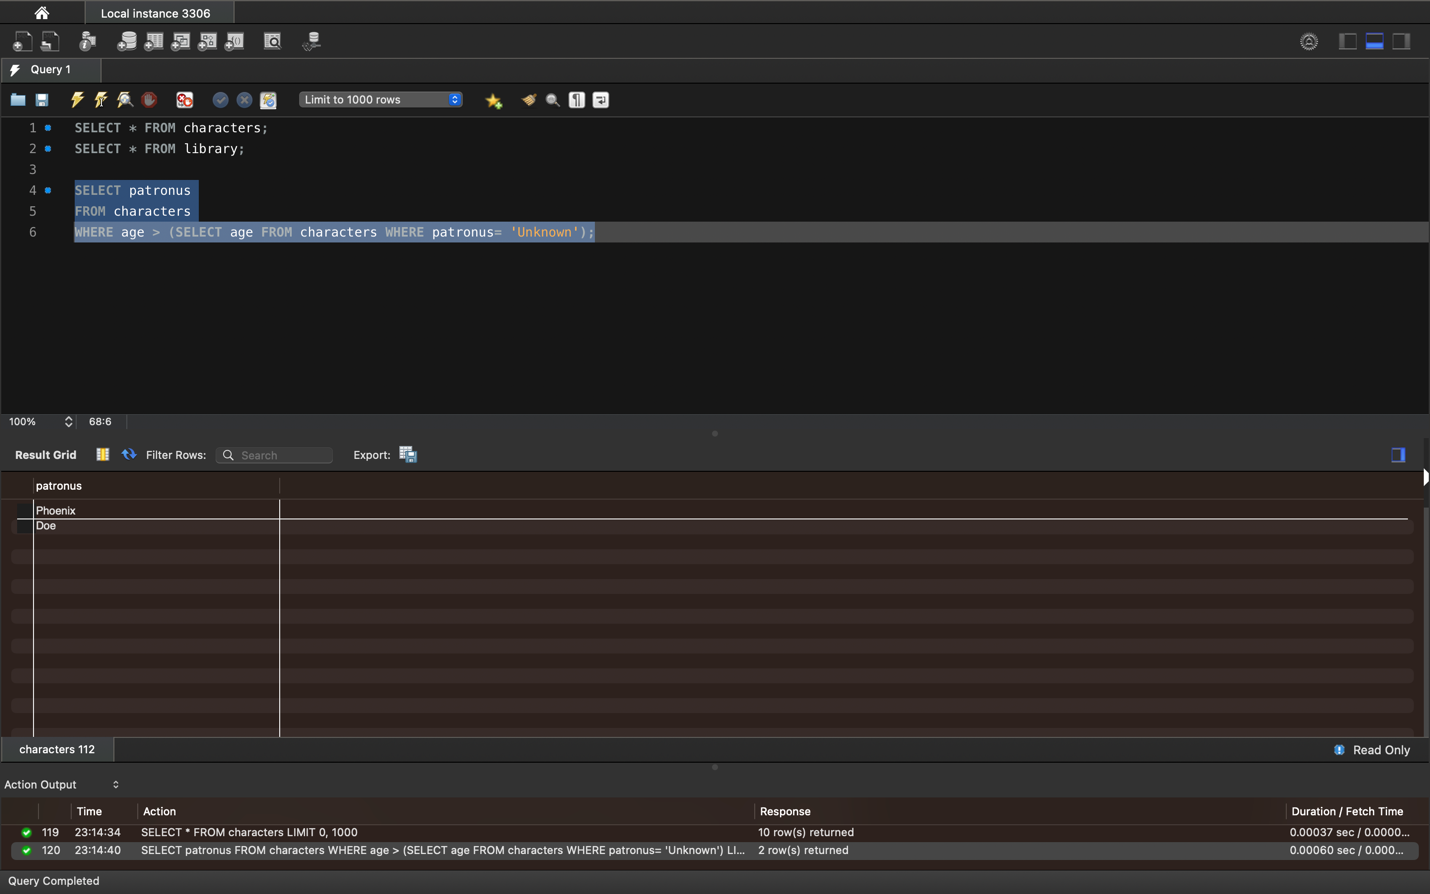 Local instance 3306
Query 1
Limit to 1000 rows
1 SELECT * FROM characters;
2 SELECT * FROM library;
3
4 SELECT patronus
5 FROM characters
6 WHERE age > (SELECT age FROM characters WHERE patronus= 'Unknown');
100% 68:6
Result Grid Filter Rows: Search Export:
patronus
Phoenix
Doe
characters 112 Read Only
Action Output
Time Action Response Duration / Fetch Time
119 23:14:34 SELECT * FROM characters LIMIT 0, 1000 10 row(s) returned 0.00037 sec / 0.0000...
120 23:14:40 SELECT patronus FROM characters WHERE age > (SELECT age FROM characters WHERE patronus= 'Unknown') LI... 2 row(s) returned 0.00060 sec / 0.000...
Query Completed